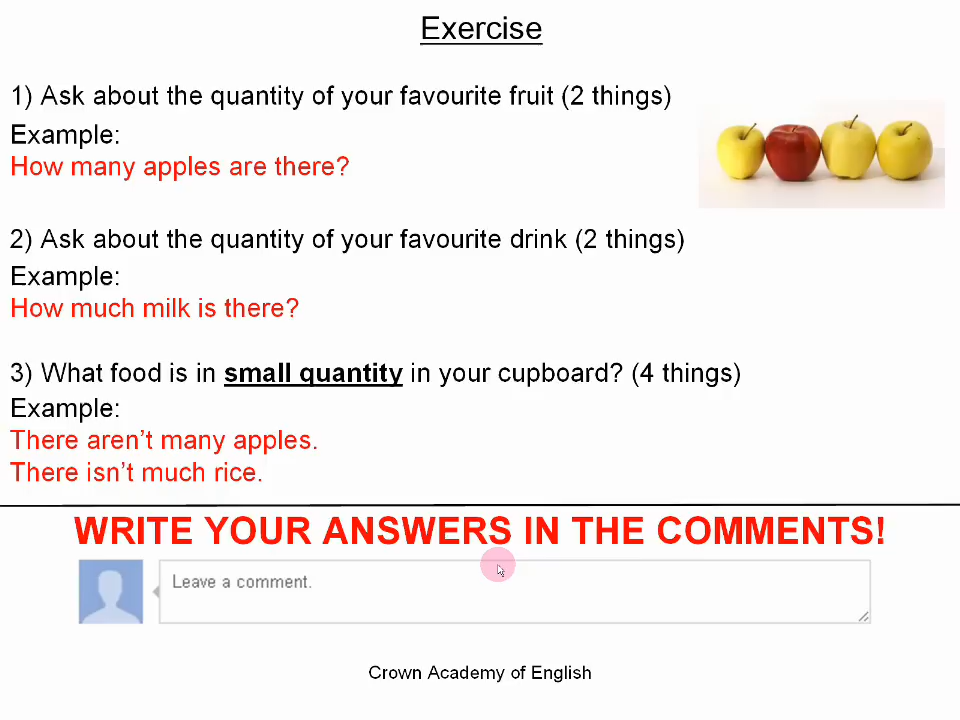 Exercise
1) Ask about the quantity of your favourite fruit (2 things)
Example:
How many apples are there?
2) Ask about the quantity of your favourite drink (2 things)
Example:
How much milk is there?
3) What food is in small quantity in your cupboard? (4 things)
Example:
There aren't many apples.
There isn't much rice.
WRITE YOUR ANSWERS IN THE COMMENTS!
Leave a comment.
Crown Academy of English